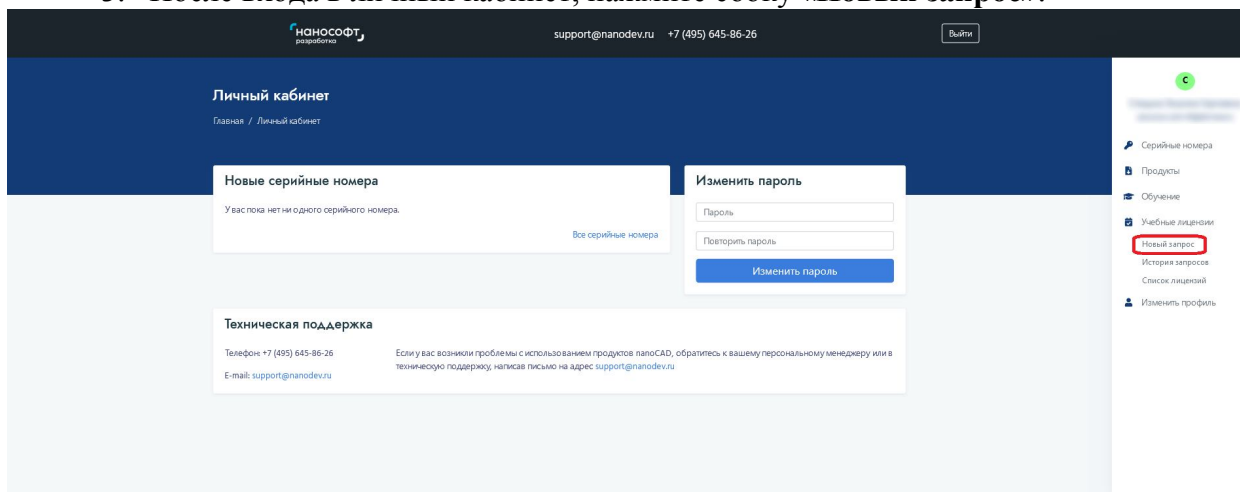 нанософт
разработка
support@nanodev.ru +7 (495) 645-86-26
Выйти
Личный кабинет
Главная / Личный кабинет
Новые серийные номера
У вас пока нет ни одного серийного номера.
Все серийные номера
Изменить пароль
Пароль
Повторить пароль
Изменить пароль
Техническая поддержка
Телефон: +7 (495) 645-86-26
E-mail: support@nanodev.ru
Если у вас возникли проблемы с использованием продуктов nanoCAD, обратитесь к вашему персональному менеджеру или в
техническую поддержку, написав письмо на адрес support@nanodev.ru
С
Серийные номера
Продукты
Обучение
Учебные лицензии
Новый запрос
История запросов
Список лицензий
Изменить профиль